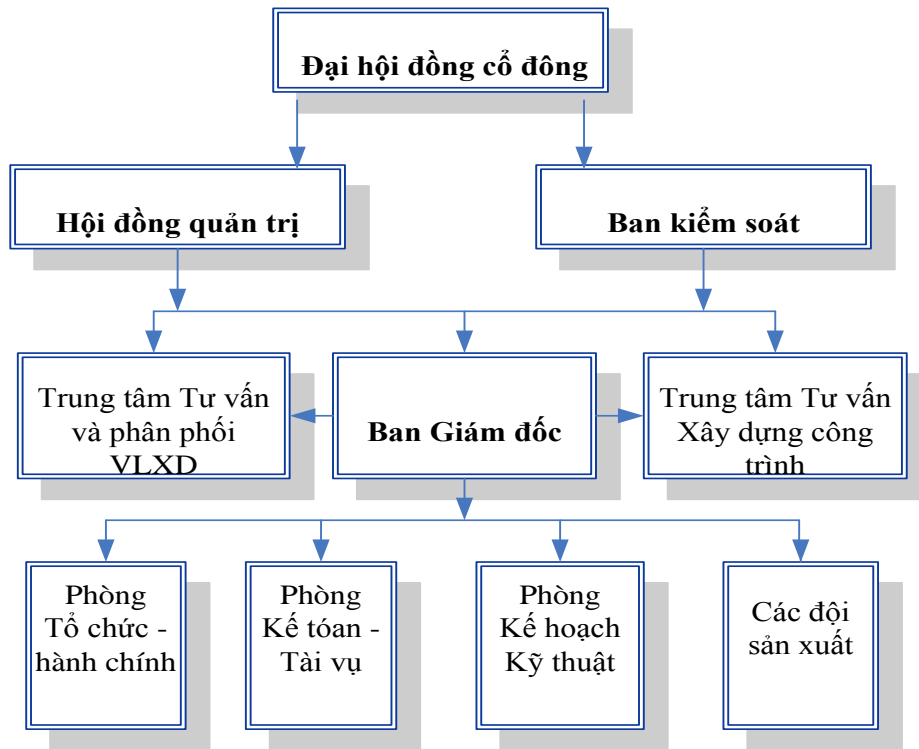 Đại hội đồng cổ đông
Hội đồng quản trị
Ban kiểm soát
Trung tâm Tư vấn
và phân phối
VLXD
Ban Giám đốc
Trung tâm Tư vấn
Xây dựng công
trình
Phòng
Tổ chức -
hành chính
Phòng
Kế tóan -
Tài vụ
Phòng
Kế hoạch
Kỹ thuật
Các đội
sản xuất